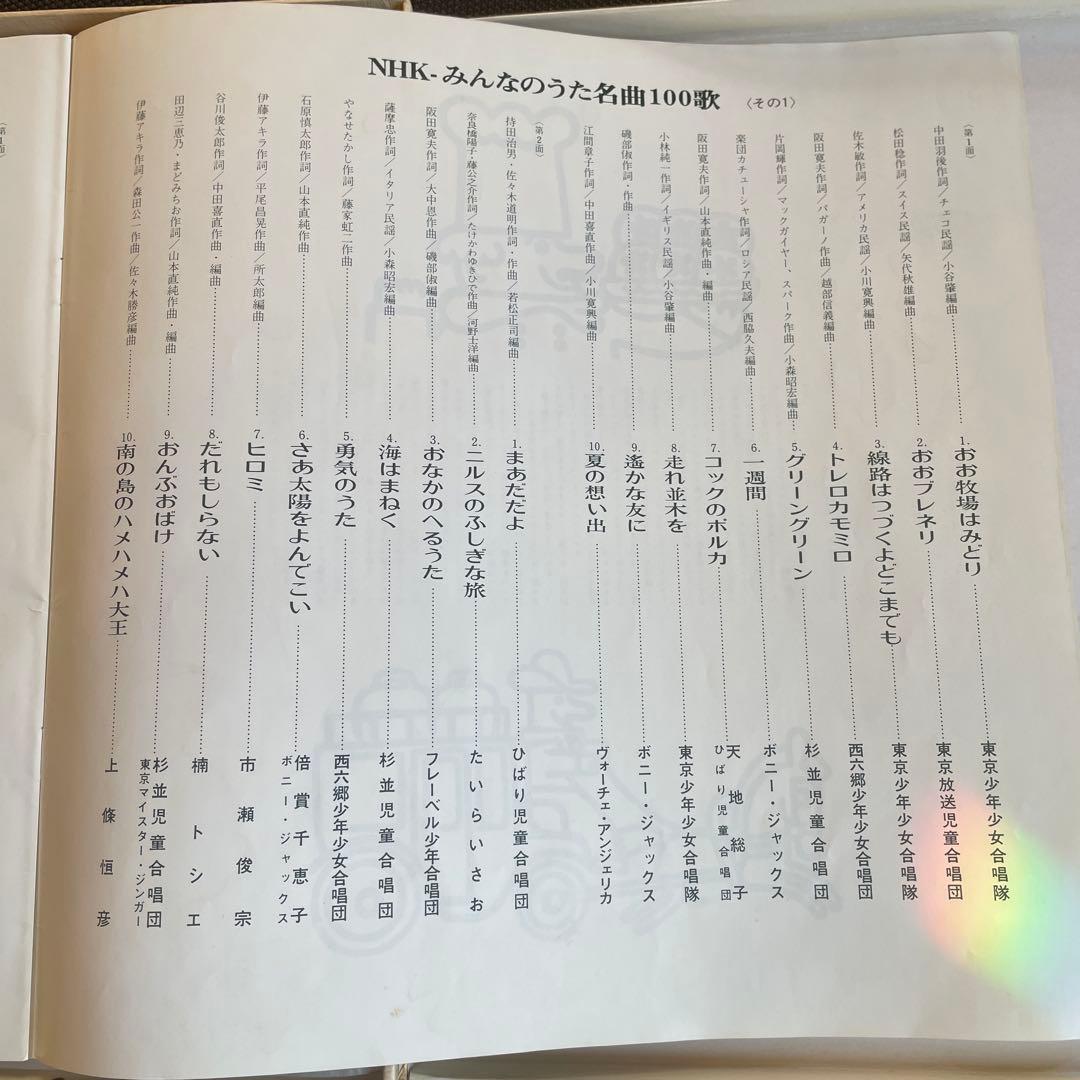 NHK-みんなのうた名曲100歌 〈その1〉
〈第1面〉
中田羽後作詞／チェコ民謡／小谷肇編曲 1.おお牧場はみどり 東京少年少女合唱隊
松田稔作詞／スイス民謡／矢代秋雄編曲 2.おおブレネリ 東京放送児童合唱団
佐木敏作詞／アメリカ民謡／小川寛興編曲 3.線路はつづくよどこまでも 東京少年少女合唱隊
阪田寛夫作詞／パガーノ作曲／越部信義編曲 4.トレロカモミロ 西六郷少年少女合唱団
片岡輝作詞／マックガイヤー、スパーク作曲／小森昭宏編曲 5.グリーングリーン 杉並児童合唱団
楽団カチューシャ作詞／ロシア民謡／西脇久夫編曲 6.一週間 ボニー・ジャックス
阪田寛夫作詞／山本直純作曲・編曲 7.コックのポルカ 天地総子 ひばり児童合唱団
小林純一作詞／イギリス民謡／小谷肇編曲 8.走れ並木を 東京少年少女合唱隊
磯部俶作詞・作曲 9.遙かな友に ボニー・ジャックス
江間章子作詞／中田喜直作曲／小川寛興編曲 10.夏の想い出 ヴォーチェ・アンジェリカ
〈第2面〉
持田治男・佐々木道明作詞・作曲／若松正司編曲 1.まあだだよ ひばり児童合唱団
奈良橋陽子・藤公之介作詞／たけかわゆきひで作曲／河野士洋編曲 2.ニルスのふしぎな旅 たいらいさお
阪田寛夫作詞／大中恩作曲／磯部俶編曲 3.おなかのへるうた フレーベル少年合唱団
薩摩忠作詞／イタリア民謡／小森昭宏編曲 4.海はまねく 杉並児童合唱団
やなせたかし作詞／藤家虹二作曲 5.勇気のうた 西六郷少年少女合唱団
石原慎太郎作詞／山本直純作曲 6.さあ太陽をよんでこい 倍賞千恵子 ボニー・ジャックス
伊藤アキラ作詞／平尾昌晃作曲／所太郎編曲 7.ヒロミ 市瀬俊宗
谷川俊太郎作詞／中田喜直作曲・編曲 8.だれもしらない 楠トシエ
田辺三恵乃・まどみちお作詞／山本直純作曲・編曲 9.おんぶおばけ 杉並児童合唱団 東京マイスター・ジンガー
伊藤アキラ作詞／森田公一作曲／佐々木勝彦編曲 10.南の島のハメハメハ大王 上條恒彦